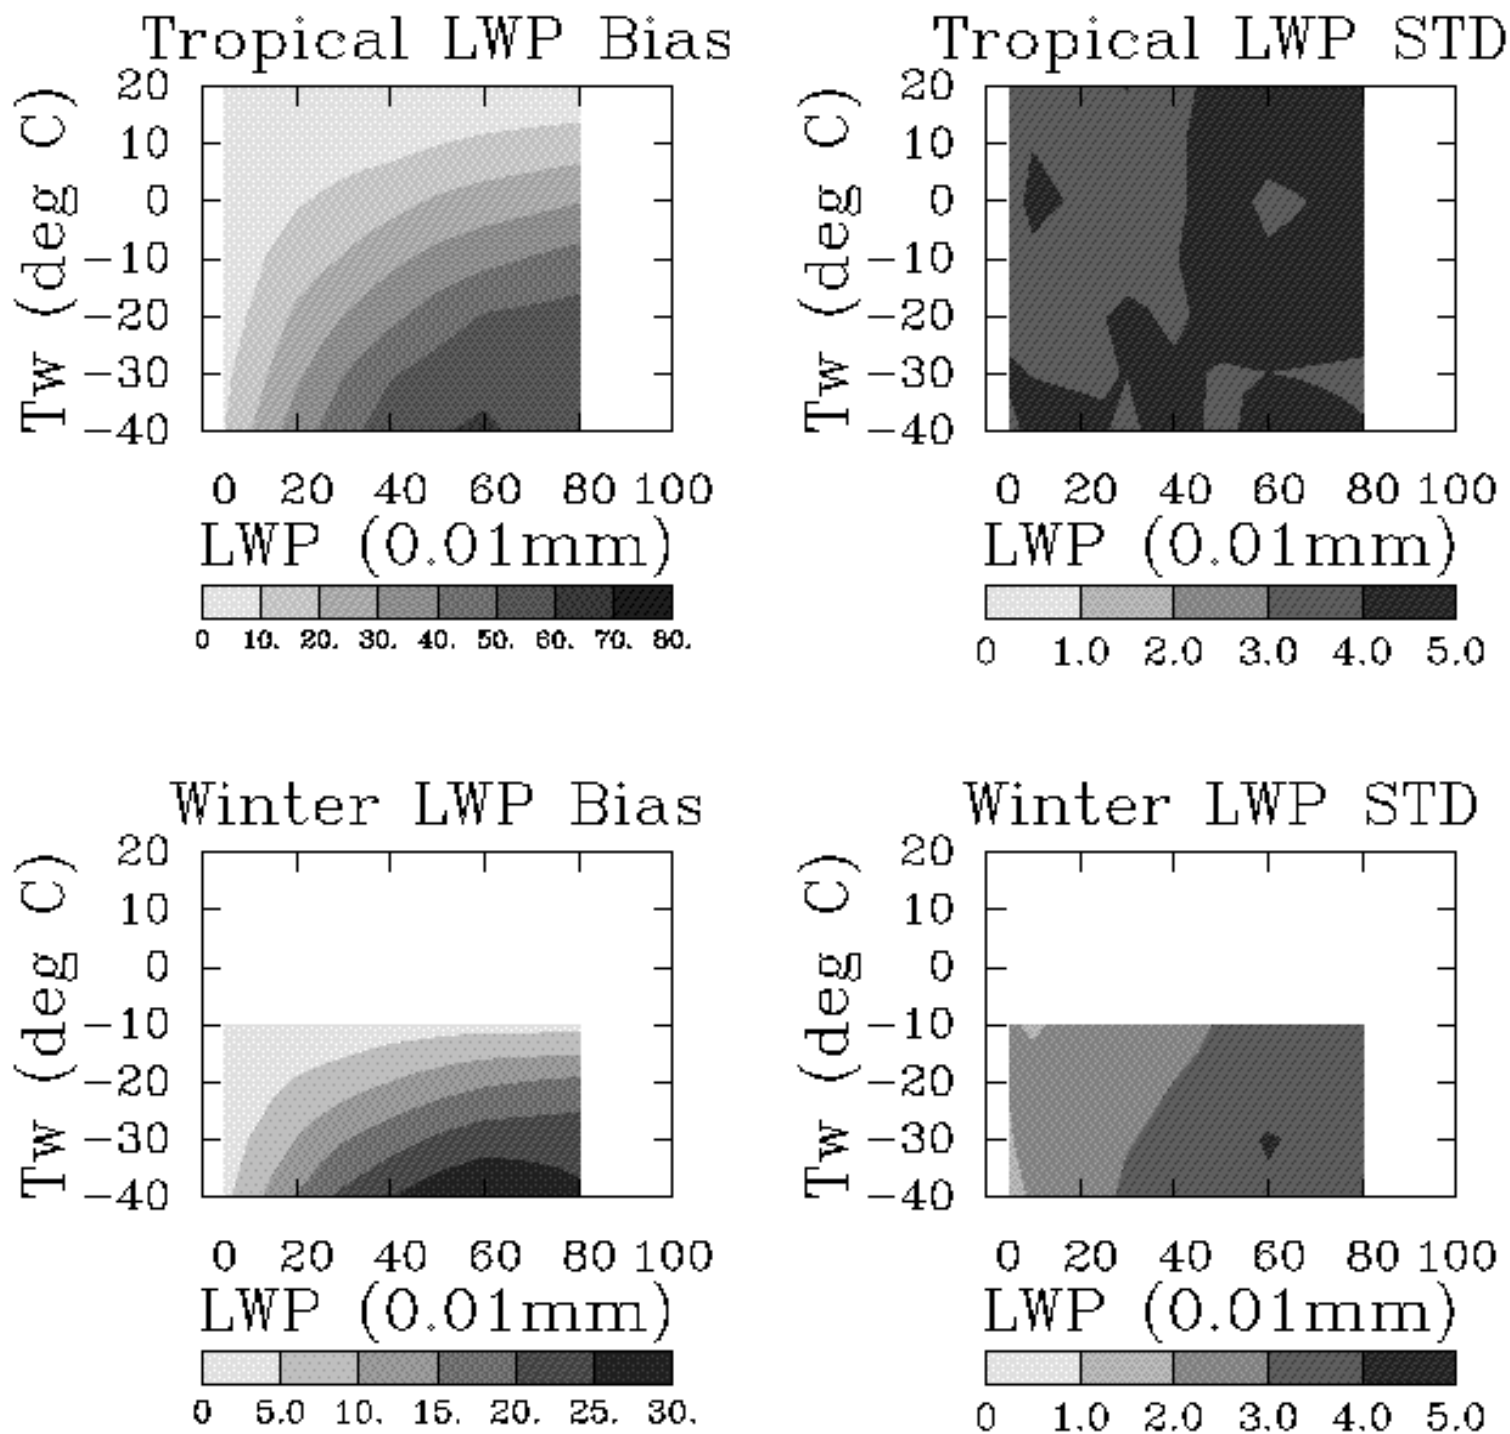 Tropical LWP Bias
Tw (deg C)
20
10
0
−10
−20
−30
−40
0 20 40 60 80 100
LWP (0.01mm)
0 10. 20. 30. 40. 50. 60. 70. 80.
Tropical LWP STD
Tw (deg C)
20
10
0
−10
−20
−30
−40
0 20 40 60 80 100
LWP (0.01mm)
0 1.0 2.0 3.0 4.0 5.0
Winter LWP Bias
Tw (deg C)
20
10
0
−10
−20
−30
−40
0 20 40 60 80 100
LWP (0.01mm)
0 5.0 10. 15. 20. 25. 30.
Winter LWP STD
Tw (deg C)
20
10
0
−10
−20
−30
−40
0 20 40 60 80 100
LWP (0.01mm)
0 1.0 2.0 3.0 4.0 5.0